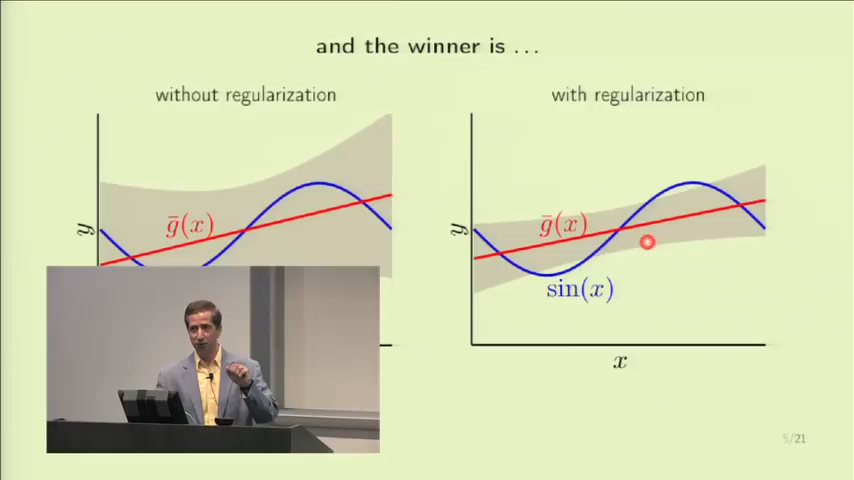 and the winner is ...
without regularization
with regularization
y
ḡ(x)
y
ḡ(x)
sin(x)
x
5/21